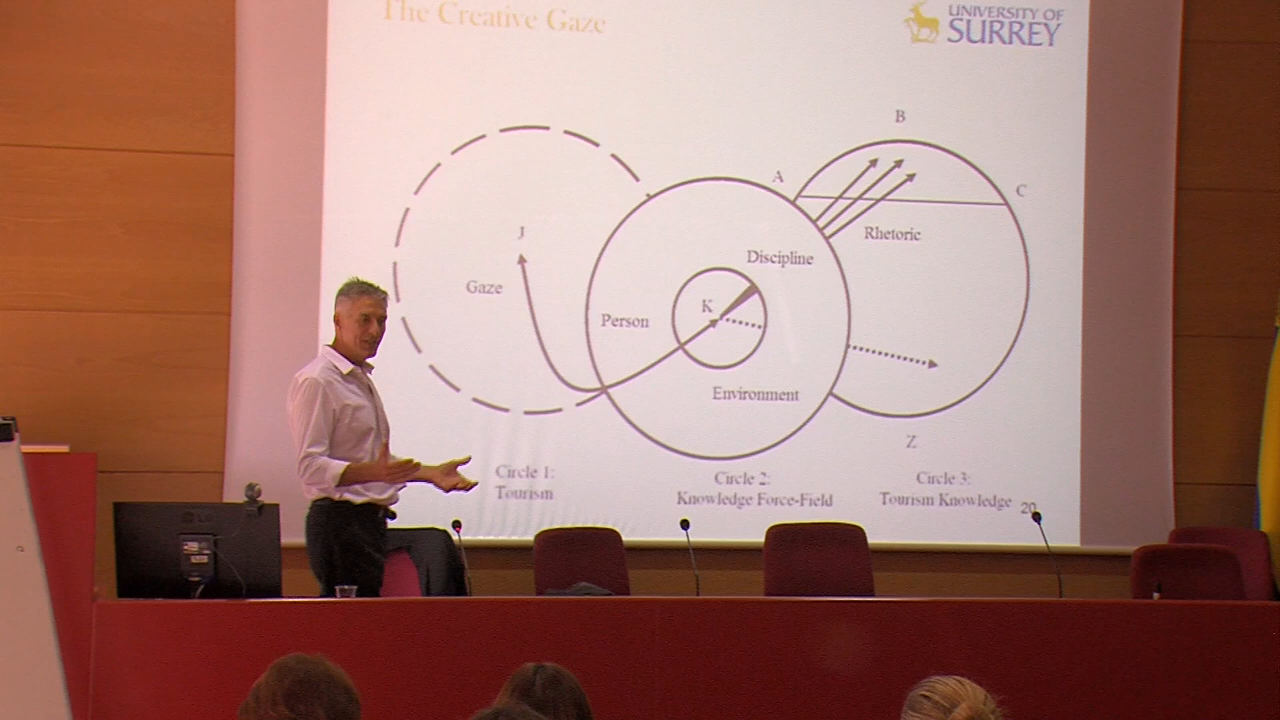 The Creative Gaze
UNIVERSITY OF
SURREY
B
A
C
J
Rhetoric
Discipline
Gaze
K
Person
Environment
Z
Circle 1:
Tourism
Circle 2:
Knowledge Force-Field
Circle 3:
Tourism Knowledge
20
LG